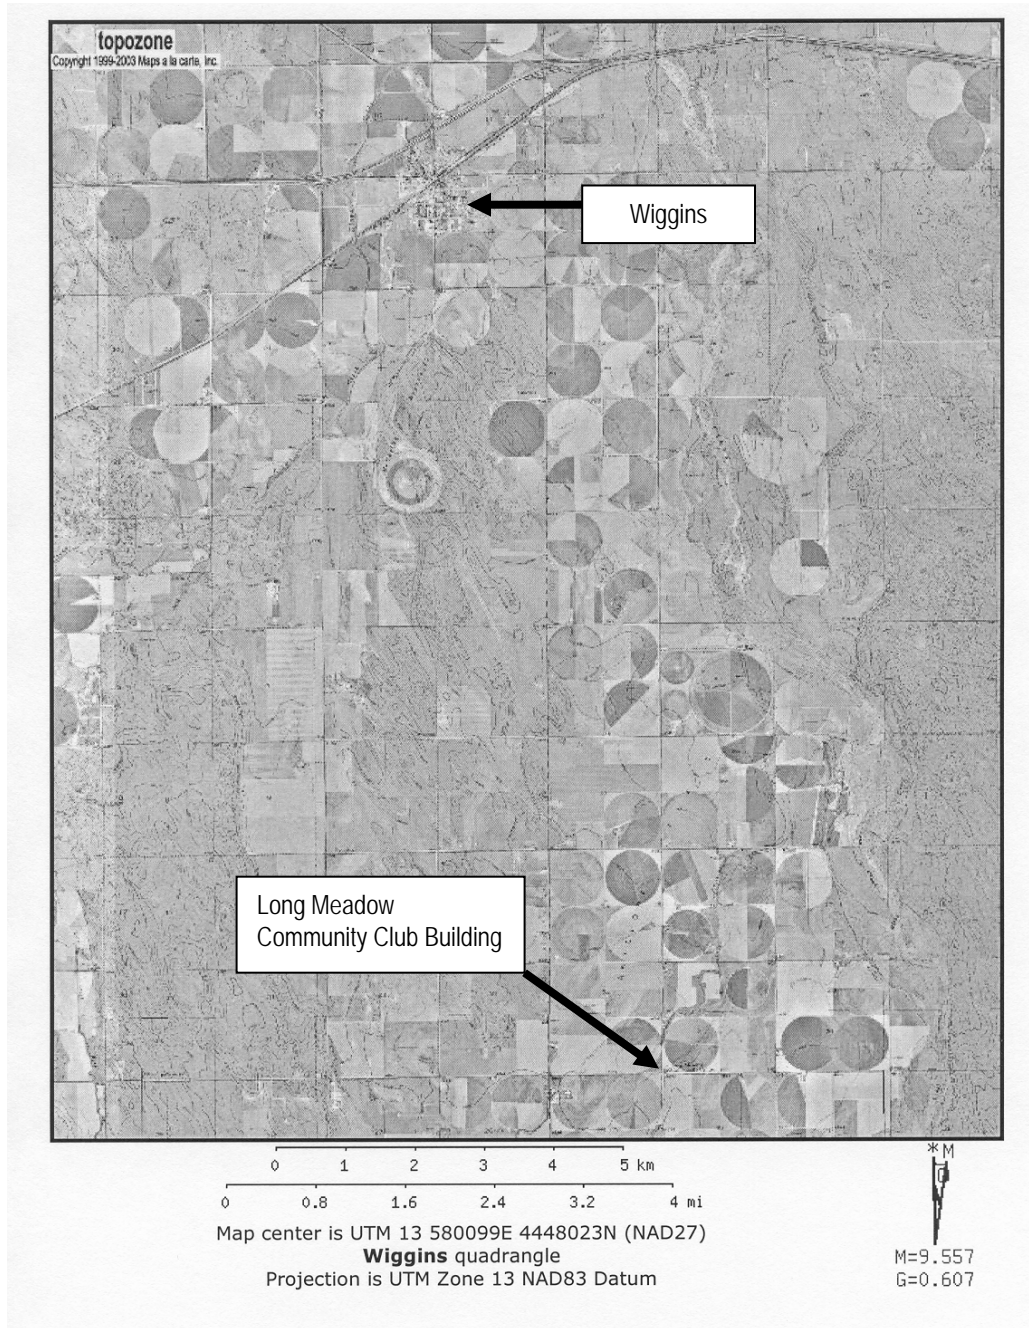 topozone
Copyright 1999-2003 Maps a la carte, Inc.
Wiggins
Long Meadow
Community Club Building
0 1 2 3 4 5 km
0 0.8 1.6 2.4 3.2 4 mi
Map center is UTM 13 580099E 4448023N (NAD27)
Wiggins quadrangle
Projection is UTM Zone 13 NAD83 Datum
* M
G
M=9.557
G=0.607